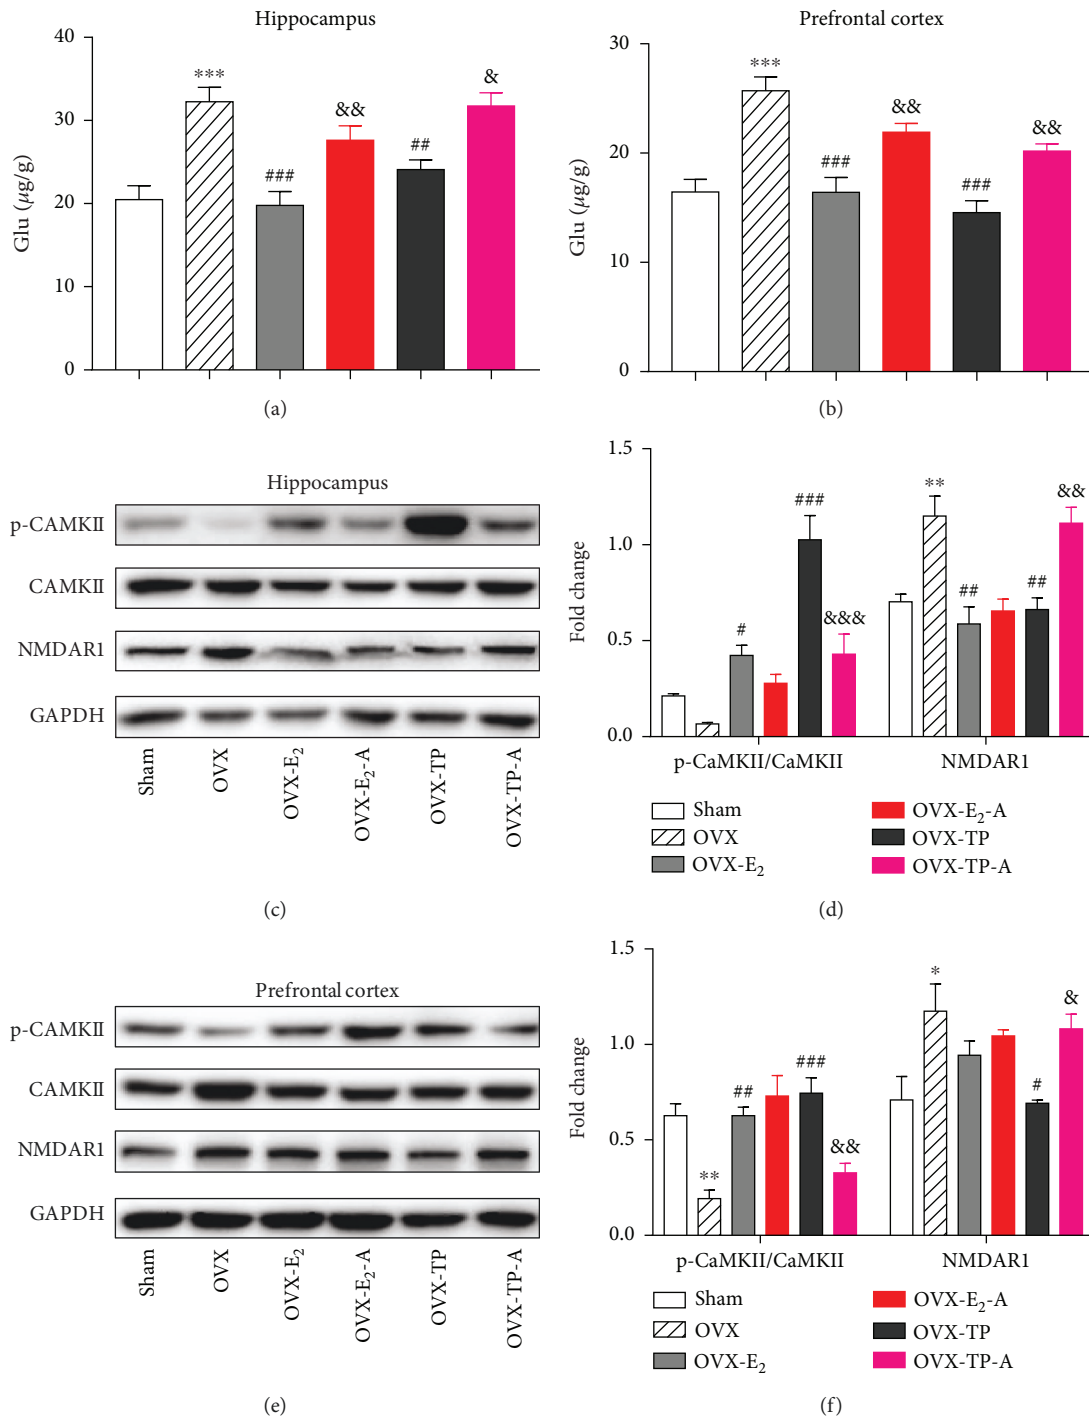 Hippocampus
40
30
20
10
0
Glu (μg/g)
***
###
&&
##
&
(a)
Prefrontal cortex
30
20
10
0
Glu (μg/g)
***
###
&&
###
&&
(b)
Hippocampus
p-CAMKII
CAMKII
NMDAR1
GAPDH
Sham
OVX
OVX-E2
OVX-E2-A
OVX-TP
OVX-TP-A
(c)
1.5
1.0
0.5
0.0
Fold change
#
###
&&&
**
##
##
&&
p-CaMKII/CaMKII
NMDAR1
Sham
OVX
OVX-E2
OVX-E2-A
OVX-TP
OVX-TP-A
(d)
Prefrontal cortex
p-CAMKII
CAMKII
NMDAR1
GAPDH
Sham
OVX
OVX-E2
OVX-E2-A
OVX-TP
OVX-TP-A
(e)
1.5
1.0
0.5
0.0
Fold change
**
##
###
&&
*
#
&
p-CaMKII/CaMKII
NMDAR1
Sham
OVX
OVX-E2
OVX-E2-A
OVX-TP
OVX-TP-A
(f)